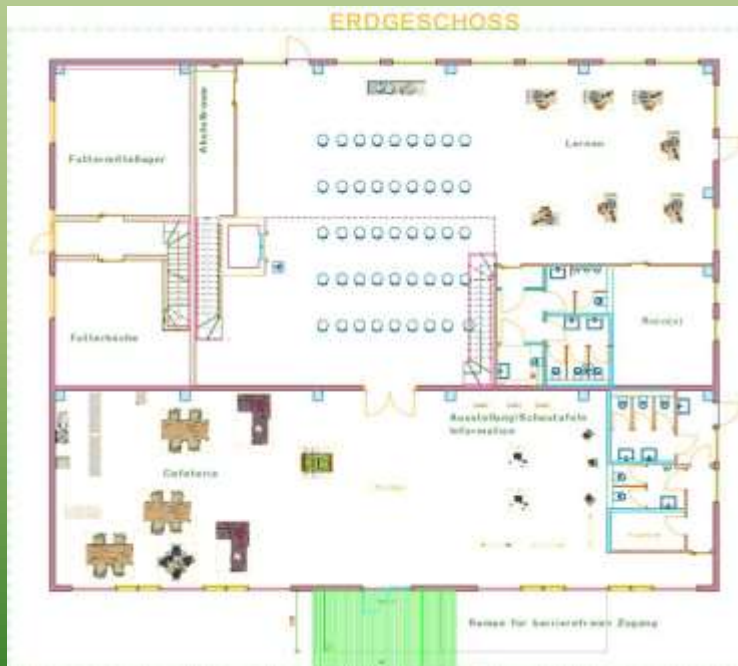 ERDGESCHOSS
Futtermittellager
Abstellraum
Lernen
Futterküche
Cafeteria
Ausstellung/Schautafeln
Information
Rampe für barrierefreien Zugang